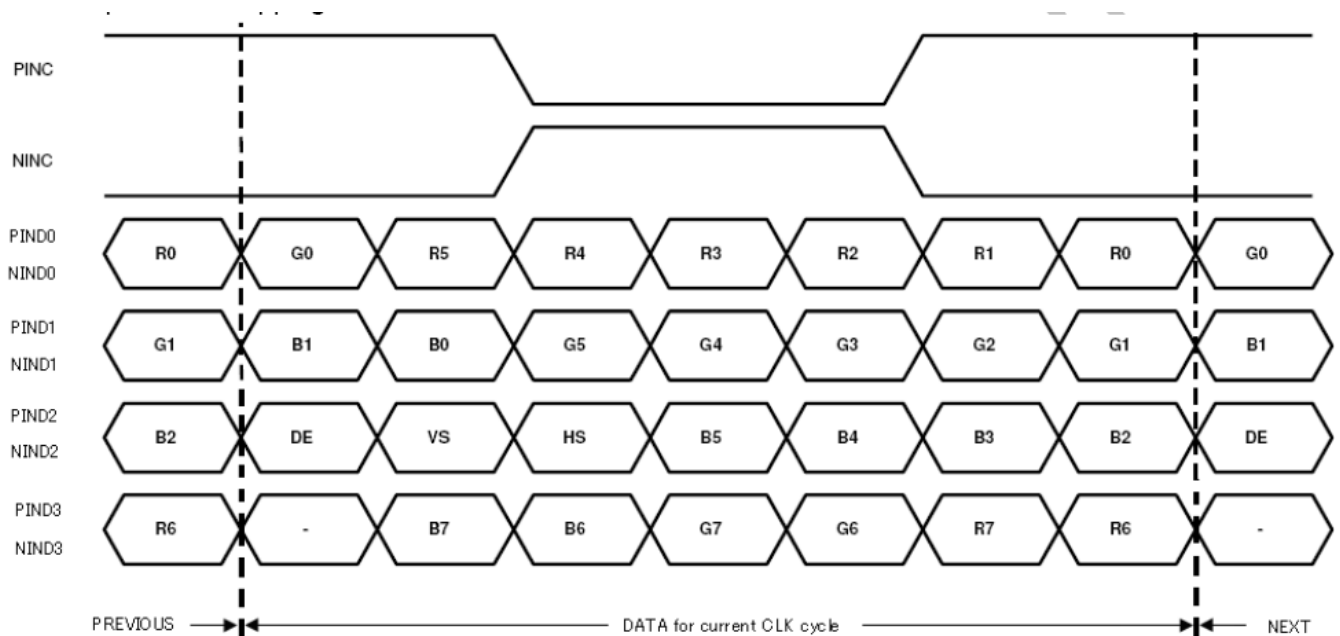 PINC
NINC
PIND0
R0 G0 R5 R4 R3 R2 R1 R0 G0
NIND0
PIND1
G1 B1 B0 G5 G4 G3 G2 G1 B1
NIND1
PIND2
B2 DE VS HS B5 B4 B3 B2 DE
NIND2
PIND3
R6 - B7 B6 G7 G6 R7 R6 -
NIND3
PREVIOUS DATA for current CLK cycle NEXT